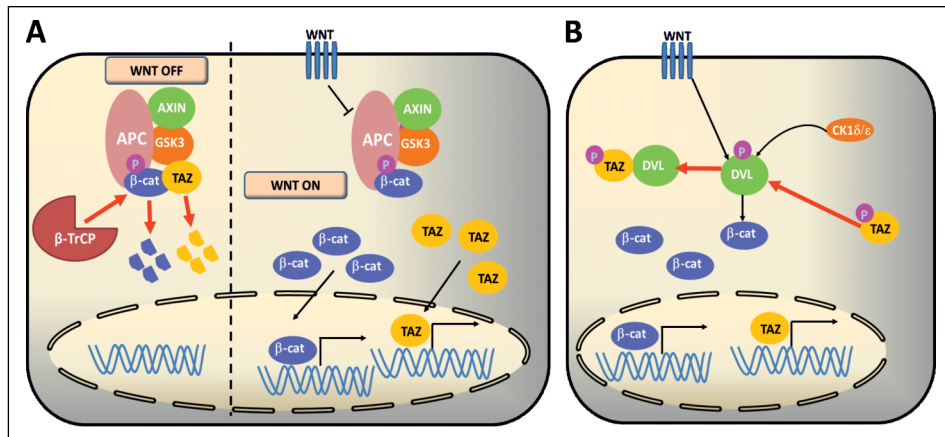 A
WNT OFF
AXIN
APC
GSK3
P
β-cat
TAZ
β-TrCP
WNT
AXIN
APC
GSK3
P
β-cat
WNT ON
β-cat
β-cat
β-cat
TAZ
TAZ
TAZ
β-cat
TAZ
B
WNT
CK1δ/ε
P
TAZ
DVL
P
DVL
P
TAZ
β-cat
β-cat
β-cat
β-cat
TAZ